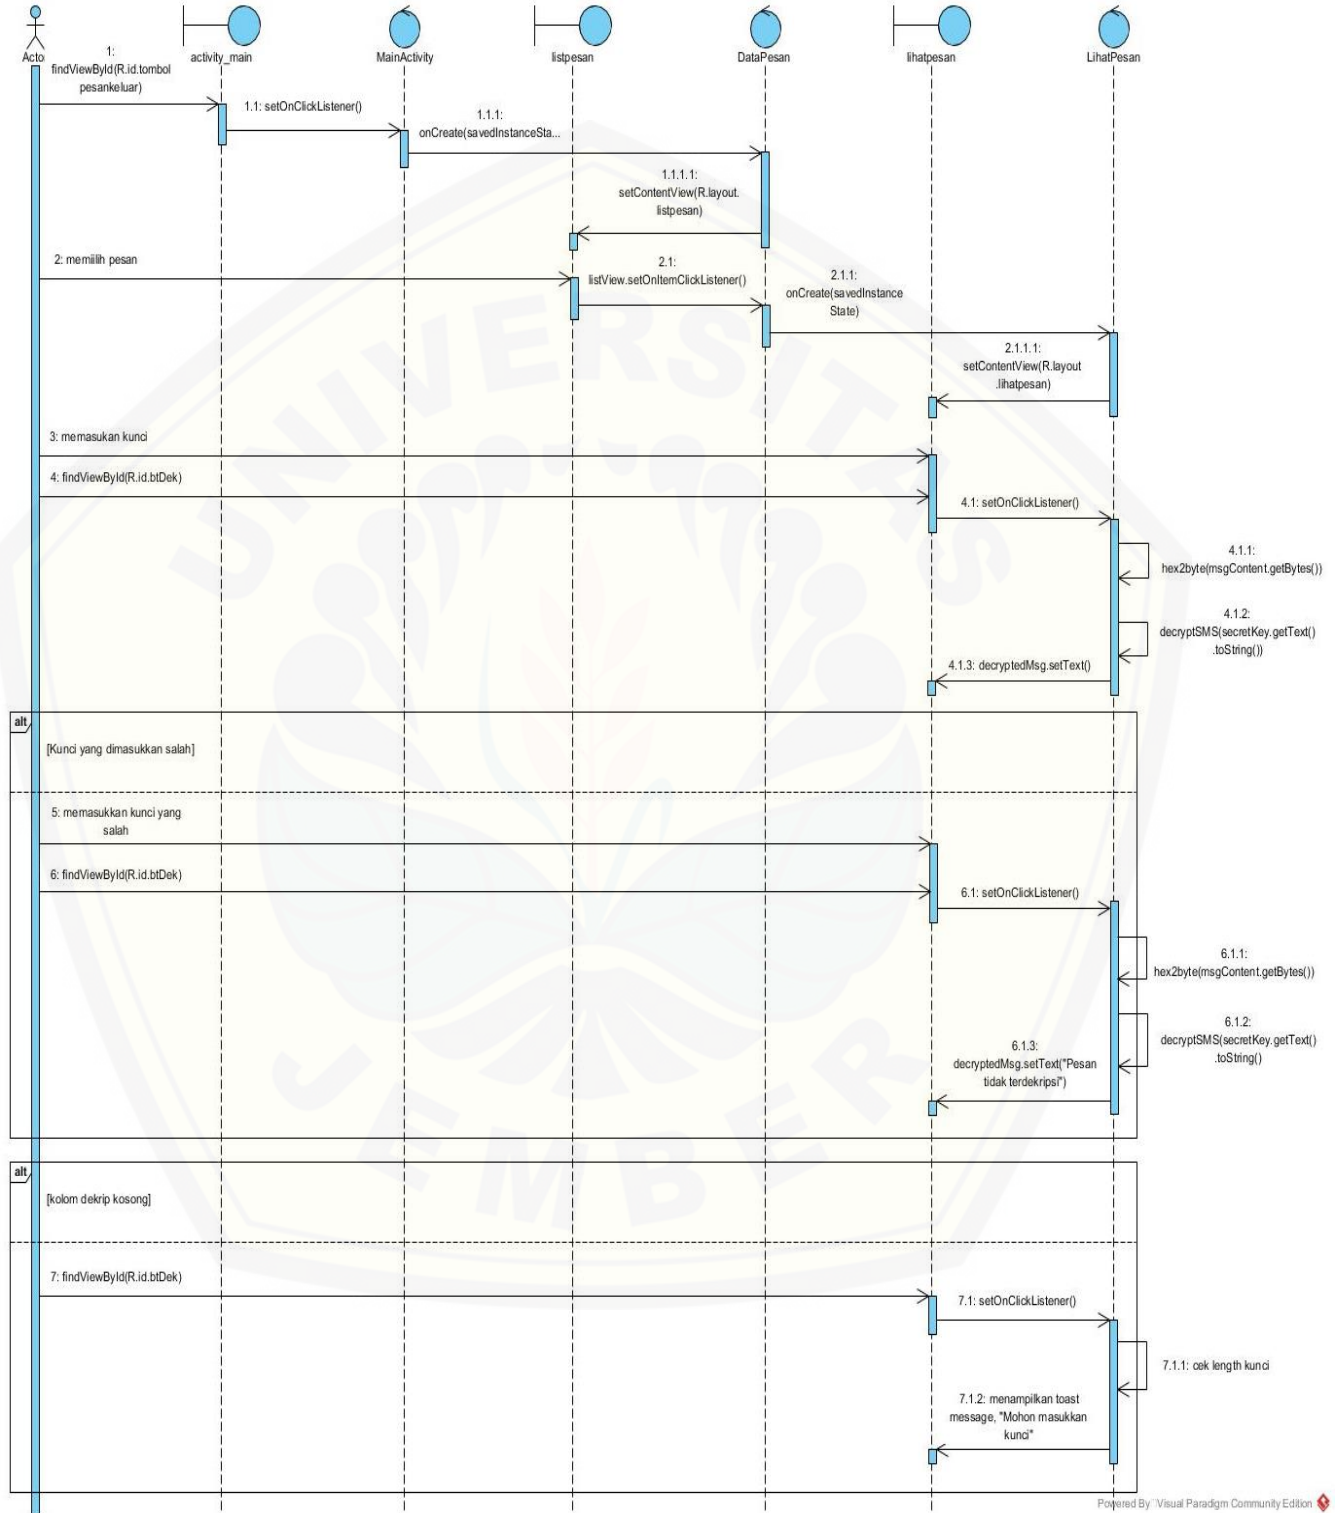 Acto
activity_main
MainActivity
listpesan
DataPesan
lihatpesan
LihatPesan
1:
findViewById(R.id.tombol
pesankeluar)
1.1: setOnClickListener()
1.1.1:
onCreate(savedInstanceSta...
1.1.1.1:
setContentView(R.layout.
listpesan)
2: memiilih pesan
2.1:
listView.setOnItemClickListener()
2.1.1:
onCreate(savedInstance
State)
2.1.1.1:
setContentView(R.layout
.lihatpesan)
3: memasukan kunci
4: findViewById(R.id.btDek)
4.1: setOnClickListener()
4.1.1:
hex2byte(msgContent.getBytes())
4.1.2:
decryptSMS(secretKey.getText()
.toString())
4.1.3: decryptedMsg.setText()
alt
[Kunci yang dimasukkan salah]
5: memasukkan kunci yang
salah
6: findViewById(R.id.btDek)
6.1: setOnClickListener()
6.1.1:
hex2byte(msgContent.getBytes())
6.1.2:
decryptSMS(secretKey.getText()
.toString()
6.1.3:
decryptedMsg.setText("Pesan
tidak terdekripsi")
alt
[kolom dekrip kosong]
7: findViewById(R.id.btDek)
7.1: setOnClickListener()
7.1.1: cek length kunci
7.1.2: menampilkan toast
message, "Mohon masukkan
kunci"
UNIVERSITAS
JEMBER
Powered By Visual Paradigm Community Edition